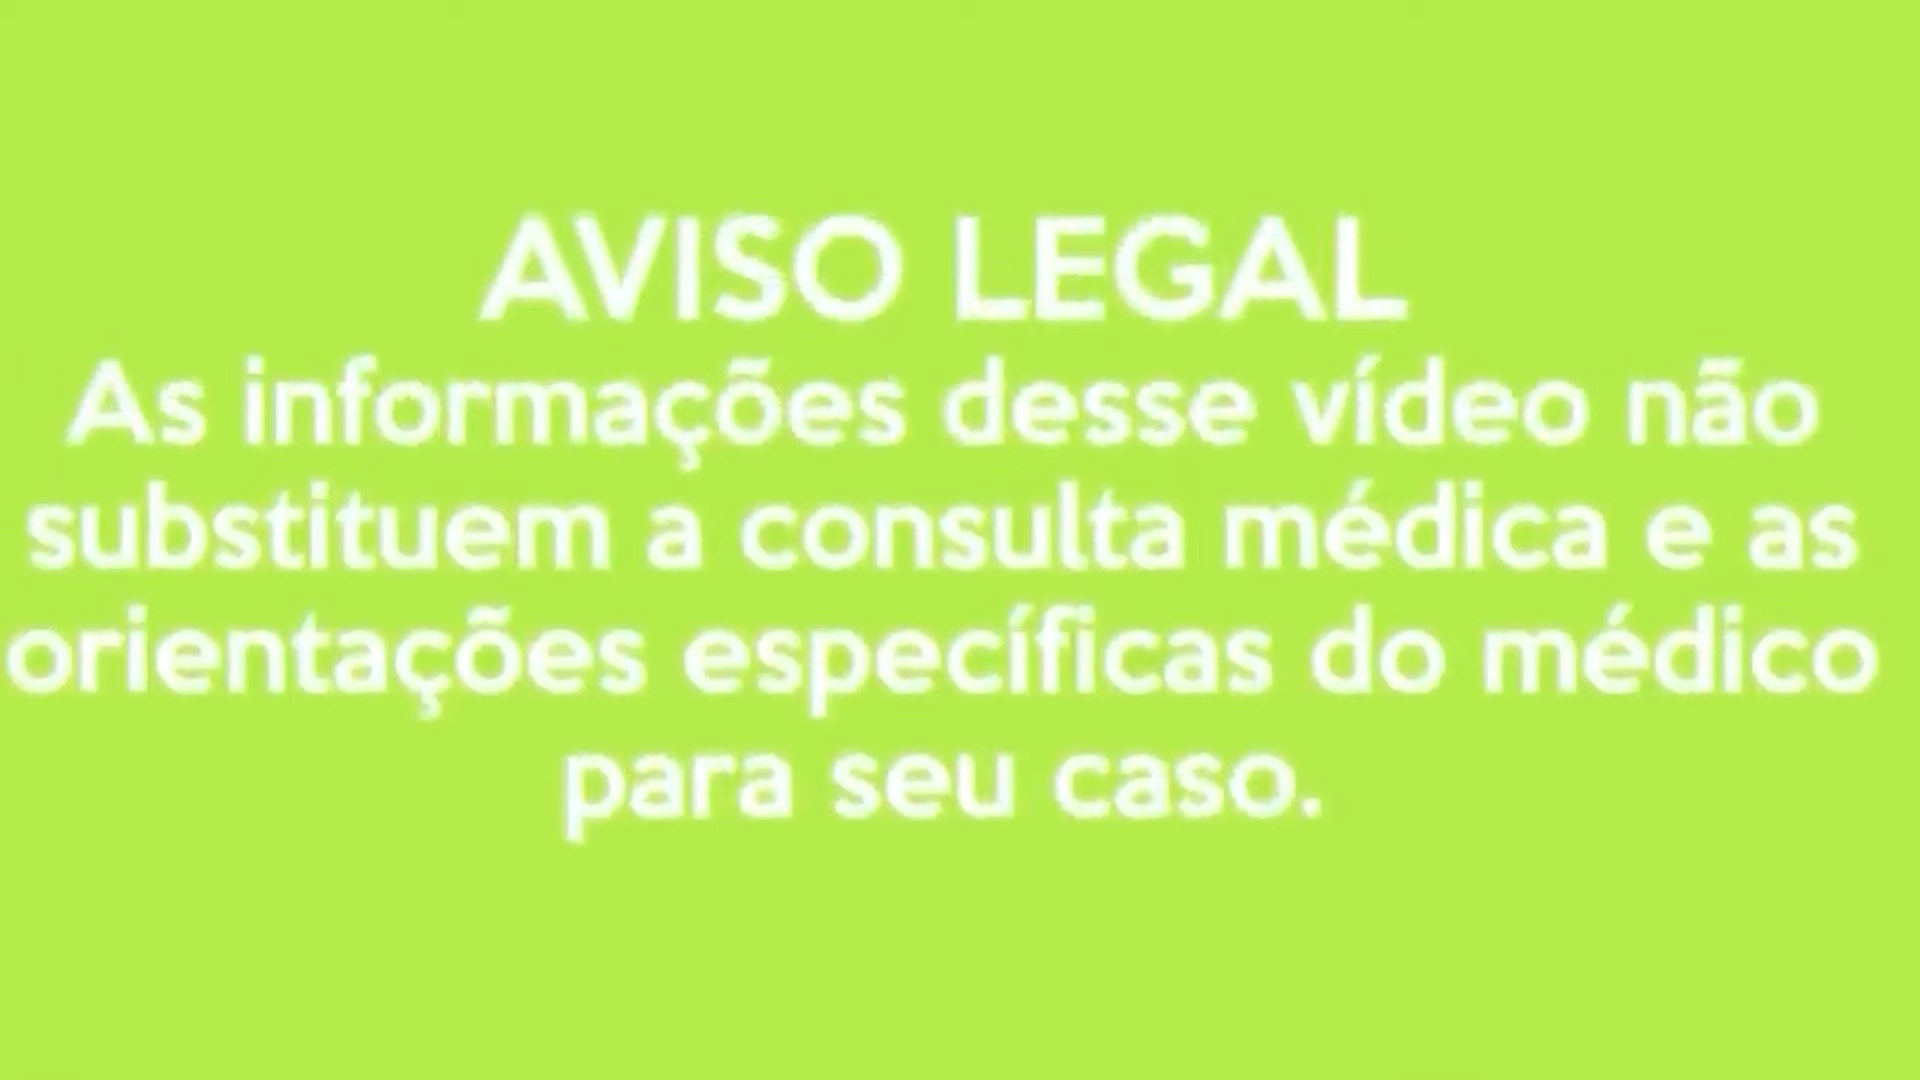 AVISO LEGAL
As informações desse vídeo não
substituem a consulta médica e as
orientações específicas do médico
para seu caso.